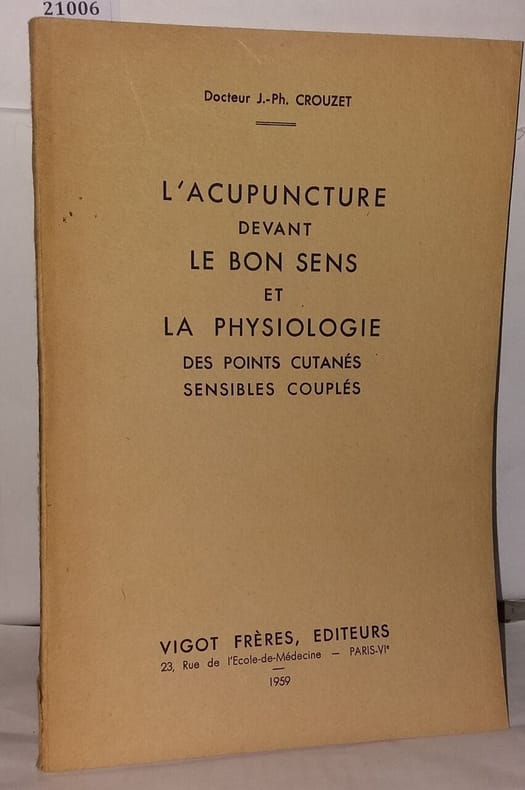 21006
Docteur J.-Ph. CROUZET
L'ACUPUNCTURE
DEVANT
LE BON SENS
ET
LA PHYSIOLOGIE
DES POINTS CUTANÉS
SENSIBLES COUPLÉS
VIGOT FRÈRES, EDITEURS
23, Rue de l'Ecole-de-Médecine — PARIS-VIe
1959